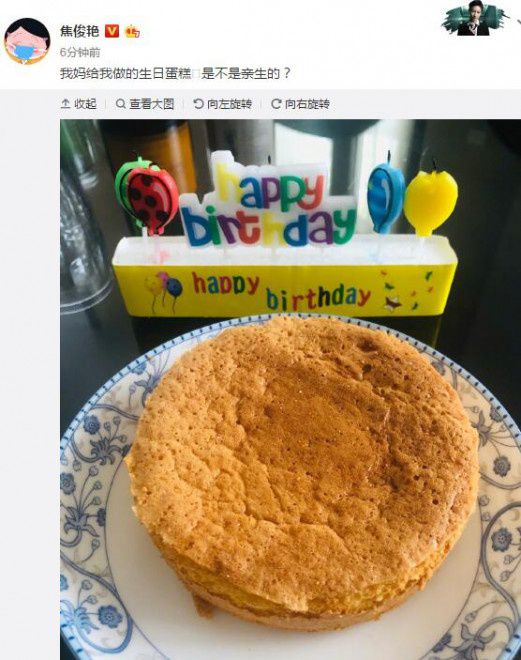 焦俊艳
6分钟前
我妈给我做的生日蛋糕 是不是亲生的？
收起 查看大图 向左旋转 向右旋转
happy
birthday
happy birthday